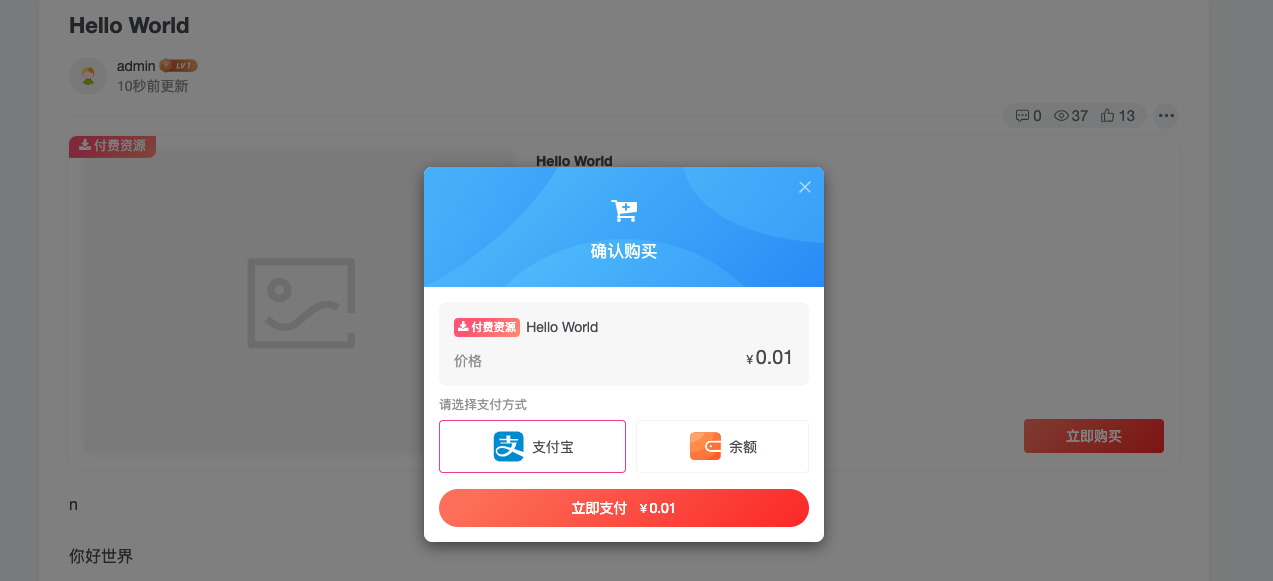 Hello World
admin LV1
10秒前更新
0 37 13
付费资源
Hello World
确认购买
付费资源 Hello World
价格 ¥0.01
请选择支付方式
支 支付宝 余额
立即购买
立即支付 ¥0.01
n
你好世界